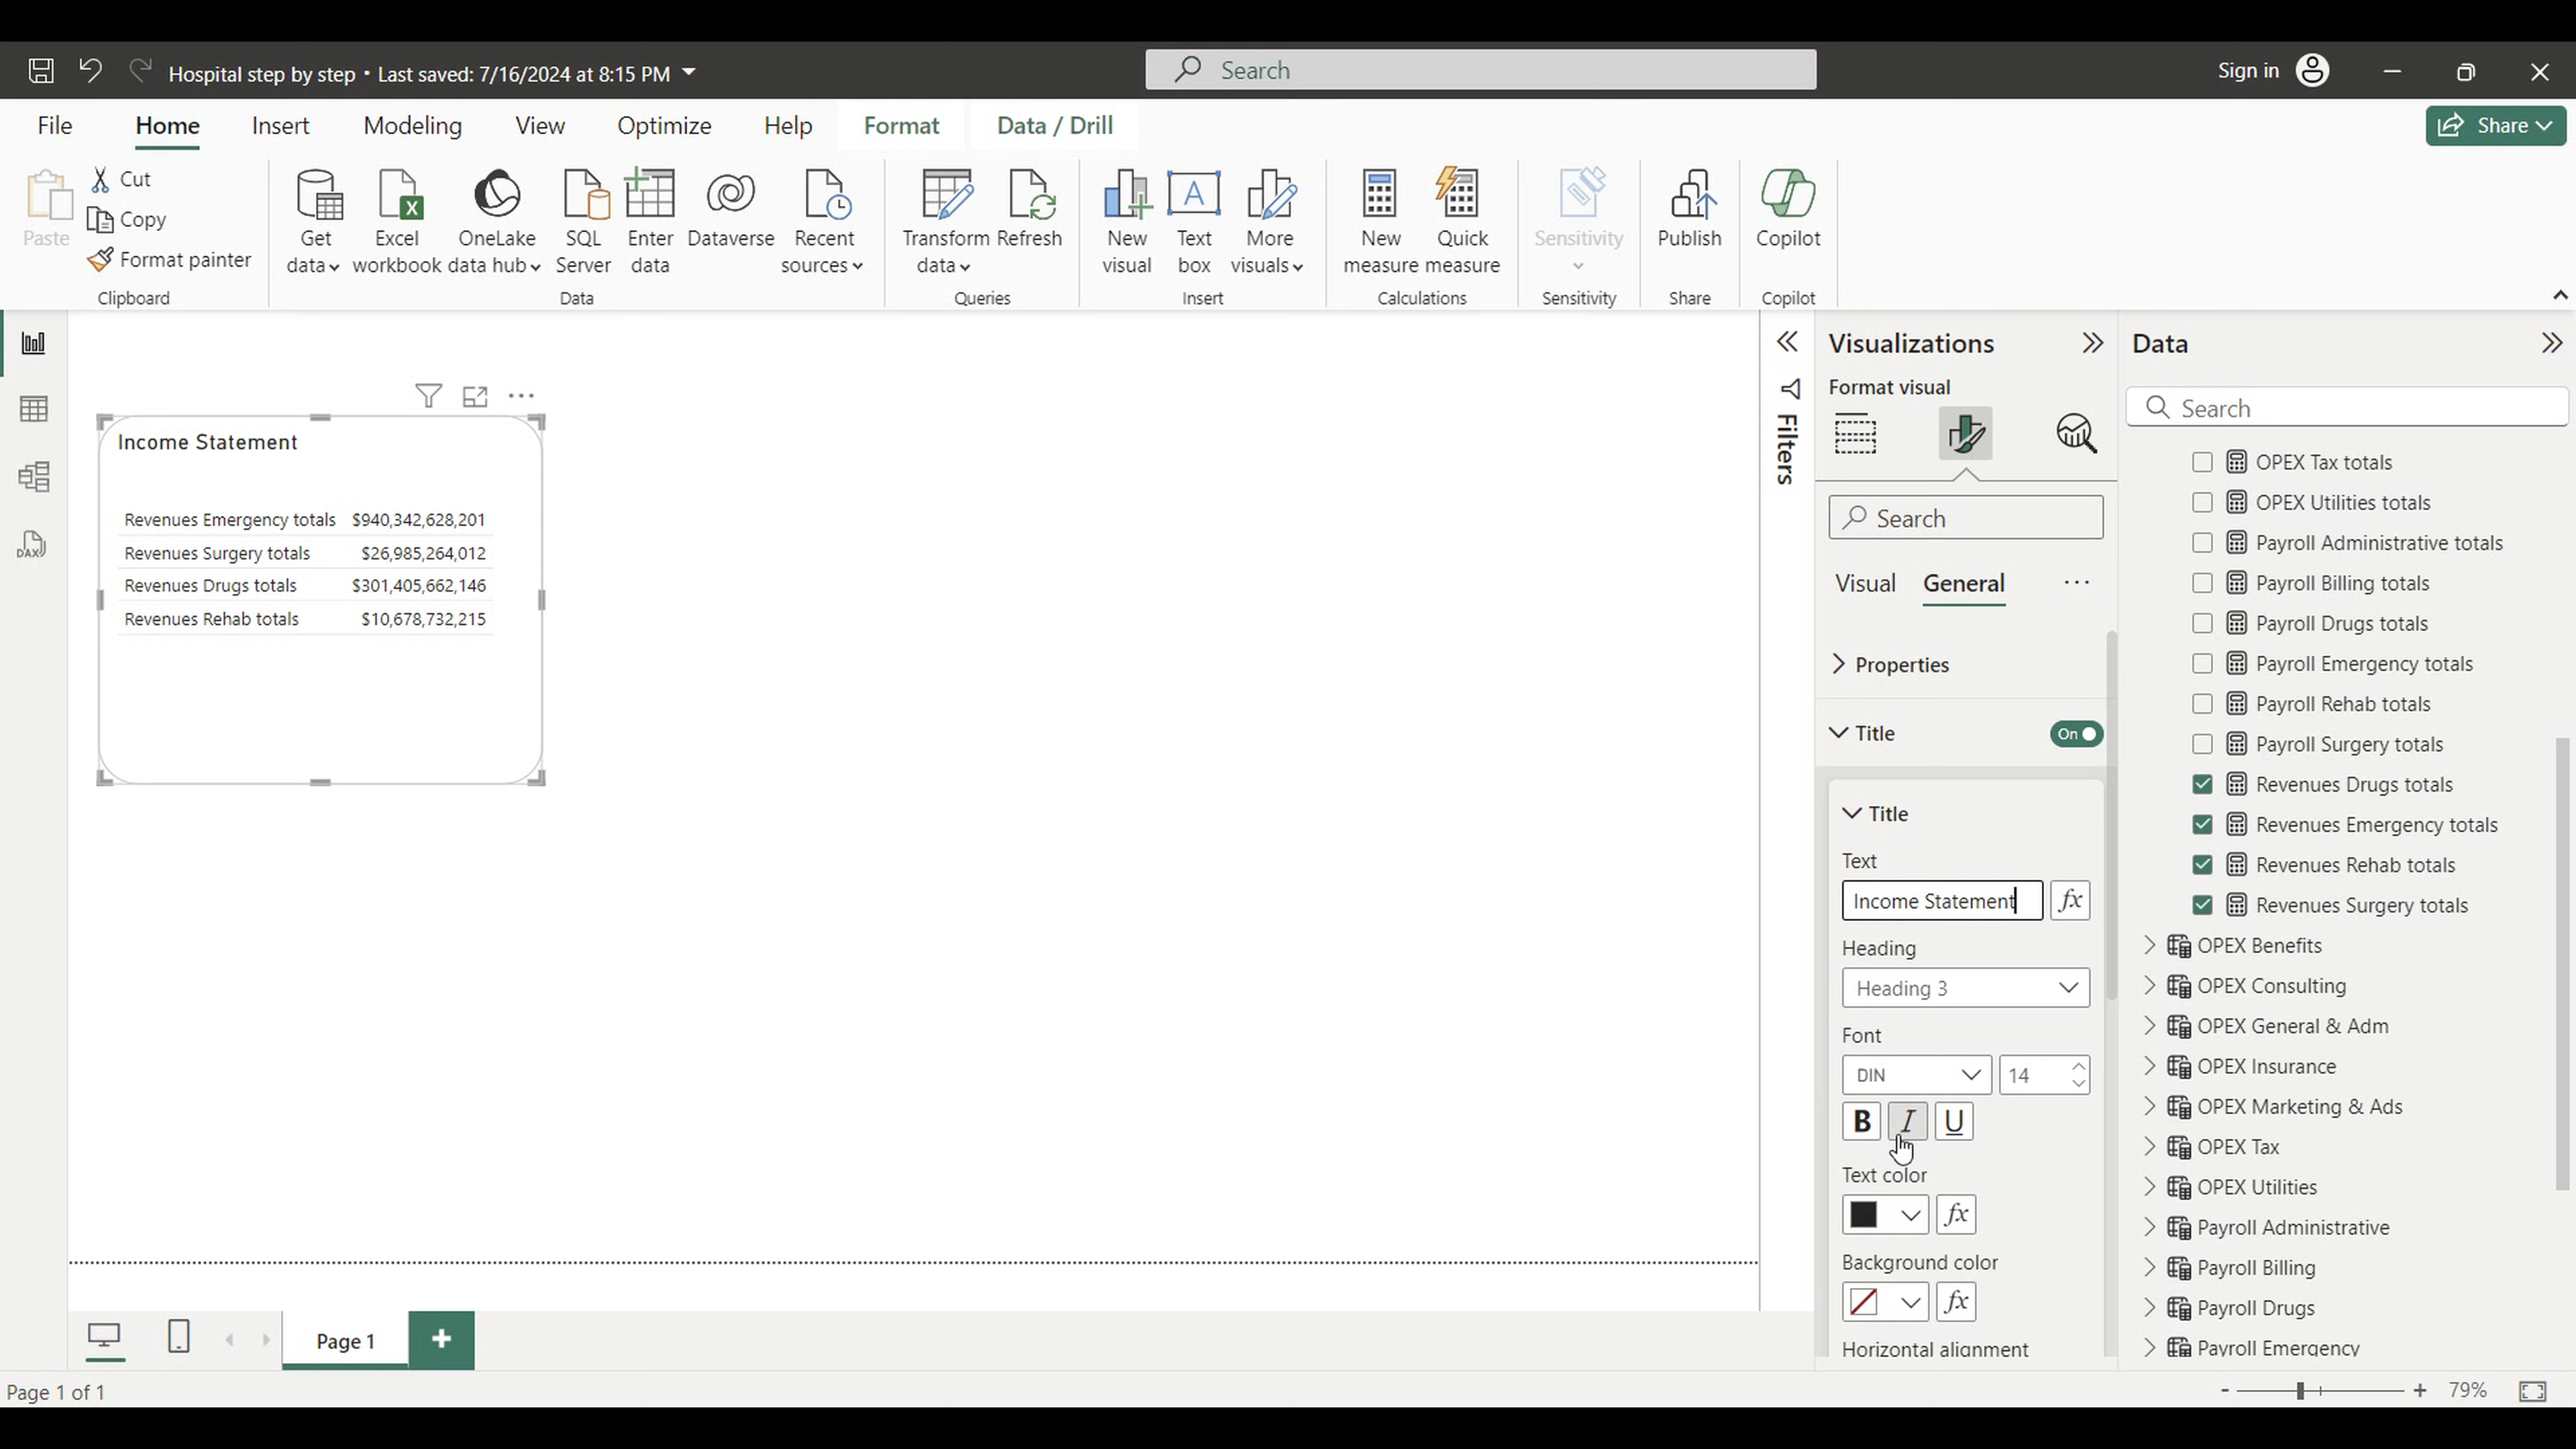 Hospital step by step • Last saved: 7/16/2024 at 8:15 PM
Search
Sign in
File Home Insert Modeling View Optimize Help Format Data / Drill
Share
Paste
Cut
Copy
Format painter
Clipboard
Get data
Excel workbook
OneLake data hub
SQL Server
Enter data
Dataverse
Recent sources
Data
Transform data
Refresh
Queries
New visual
Text box
More visuals
Insert
New measure
Quick measure
Calculations
Sensitivity
Sensitivity
Publish
Share
Copilot
Copilot
DAX
Income Statement
Revenues Emergency totals $940,342,628,201
Revenues Surgery totals $26,985,264,012
Revenues Drugs totals $301,405,662,146
Revenues Rehab totals $10,678,732,215
Filters
Visualizations
Format visual
Search
Visual General
Properties
Title On
Title
Text
Income Statement fx
Heading
Heading 3
Font
DIN 14
B I U
Text color
fx
Background color
fx
Horizontal alignment
Data
Search
OPEX Tax totals
OPEX Utilities totals
Payroll Administrative totals
Payroll Billing totals
Payroll Drugs totals
Payroll Emergency totals
Payroll Rehab totals
Payroll Surgery totals
Revenues Drugs totals
Revenues Emergency totals
Revenues Rehab totals
Revenues Surgery totals
OPEX Benefits
OPEX Consulting
OPEX General & Adm
OPEX Insurance
OPEX Marketing & Ads
OPEX Tax
OPEX Utilities
Payroll Administrative
Payroll Billing
Payroll Drugs
Payroll Emergency
Page 1
Page 1 of 1
79%